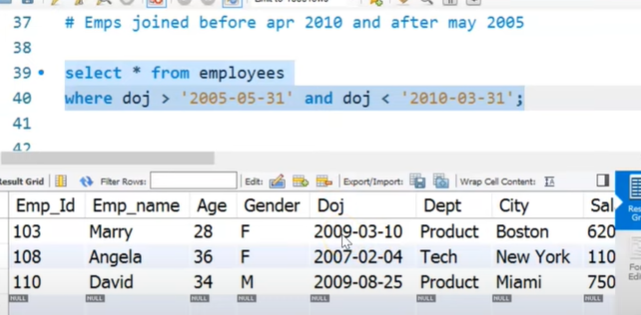 37 # Emps joined before apr 2010 and after may 2005
38
39 select * from employees
40 where doj > '2005-05-31' and doj < '2010-03-31';
41
42
Result Grid Filter Rows: Edit: Export/Import: Wrap Cell Content:
Emp_Id Emp_name Age Gender Doj Dept City Sal
103 Marry 28 F 2009-03-10 Product Boston 620
108 Angela 36 F 2007-02-04 Tech New York 110
110 David 34 M 2009-08-25 Product Miami 750
NULL NULL NULL NULL NULL NULL NULL NULL